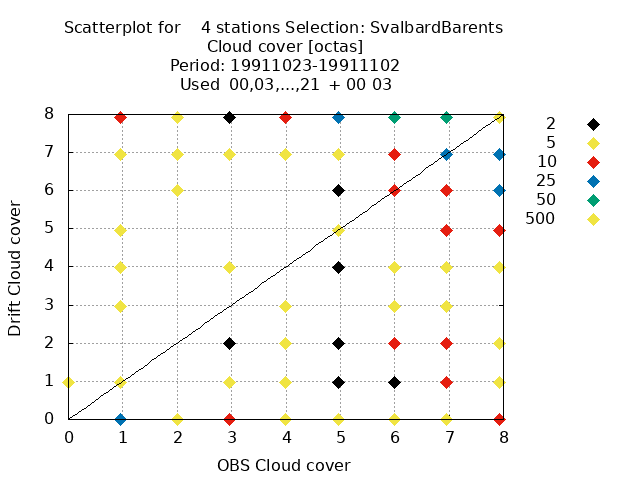 Scatterplot for 4 stations Selection: SvalbardBarents
Cloud cover [octas]
Period: 19911023-19911102
Used 00,03,...,21 + 00 03
8
7
6
5
4
3
2
1
0
Drift Cloud cover
0 1 2 3 4 5 6 7 8
OBS Cloud cover
2
5
10
25
50
500